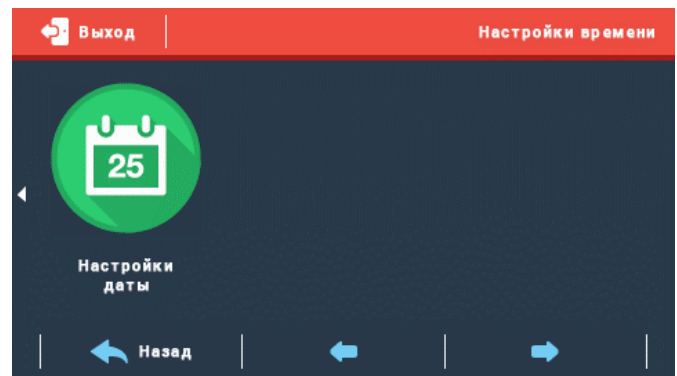 Выход
Настройки времени
25
Настройки
даты
Назад